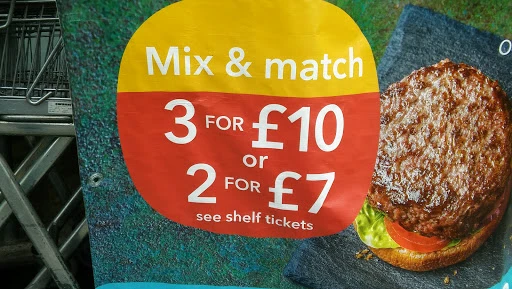 Mix & match
3 FOR £10
or
2 FOR £7
see shelf tickets